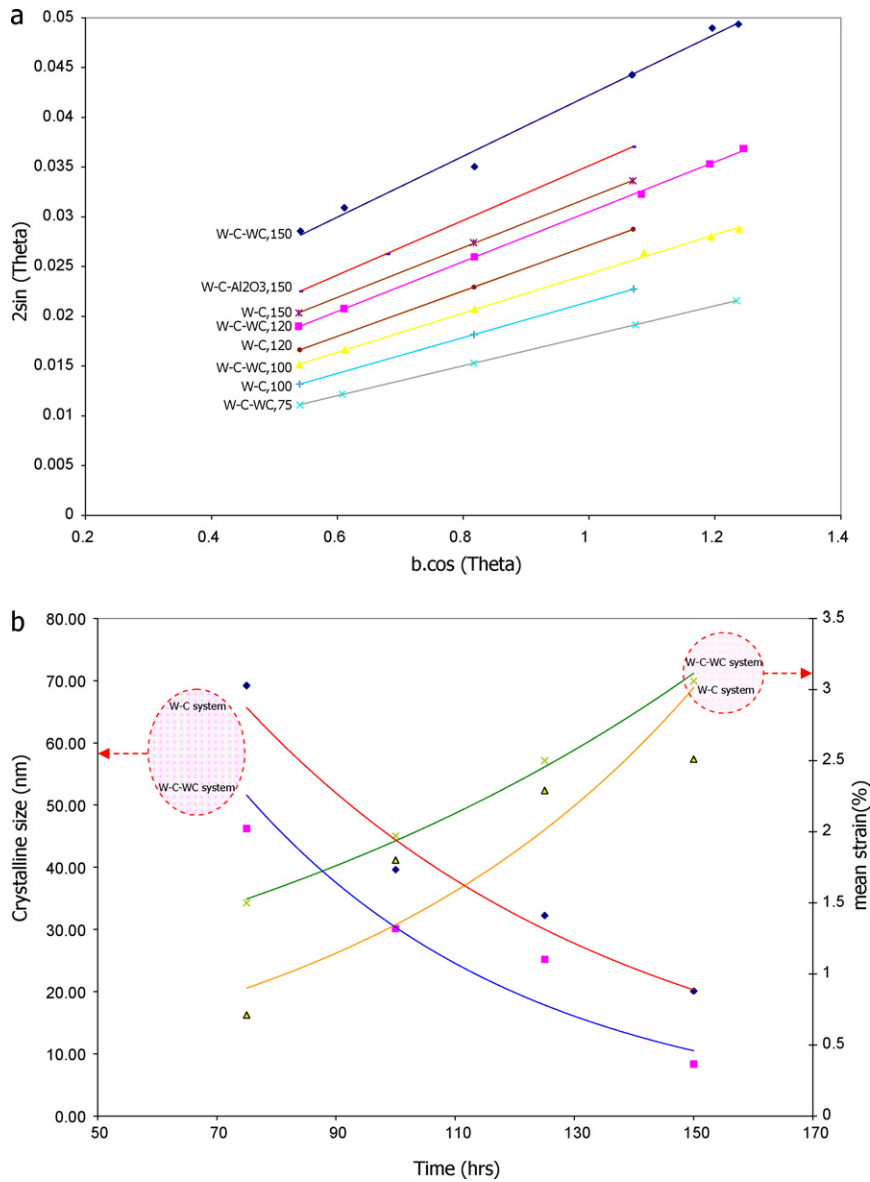 a
0.05
0.045
0.04
0.035
0.03
0.025
0.02
0.015
0.01
0.005
0
2sin (Theta)
W-C-WC,150
W-C-Al2O3,150
W-C,150
W-C-WC,120
W-C,120
W-C-WC,100
W-C,100
W-C-WC,75
0.2 0.4 0.6 0.8 1 1.2 1.4
b.cos (Theta)
b
80.00
70.00
60.00
50.00
40.00
30.00
20.00
10.00
0.00
Crystalline size (nm)
W-C system
W-C-WC system
W-C-WC system
W-C system
3.5
3
2.5
2
1.5
1
0.5
0
mean strain(%)
50 70 90 110 130 150 170
Time (hrs)